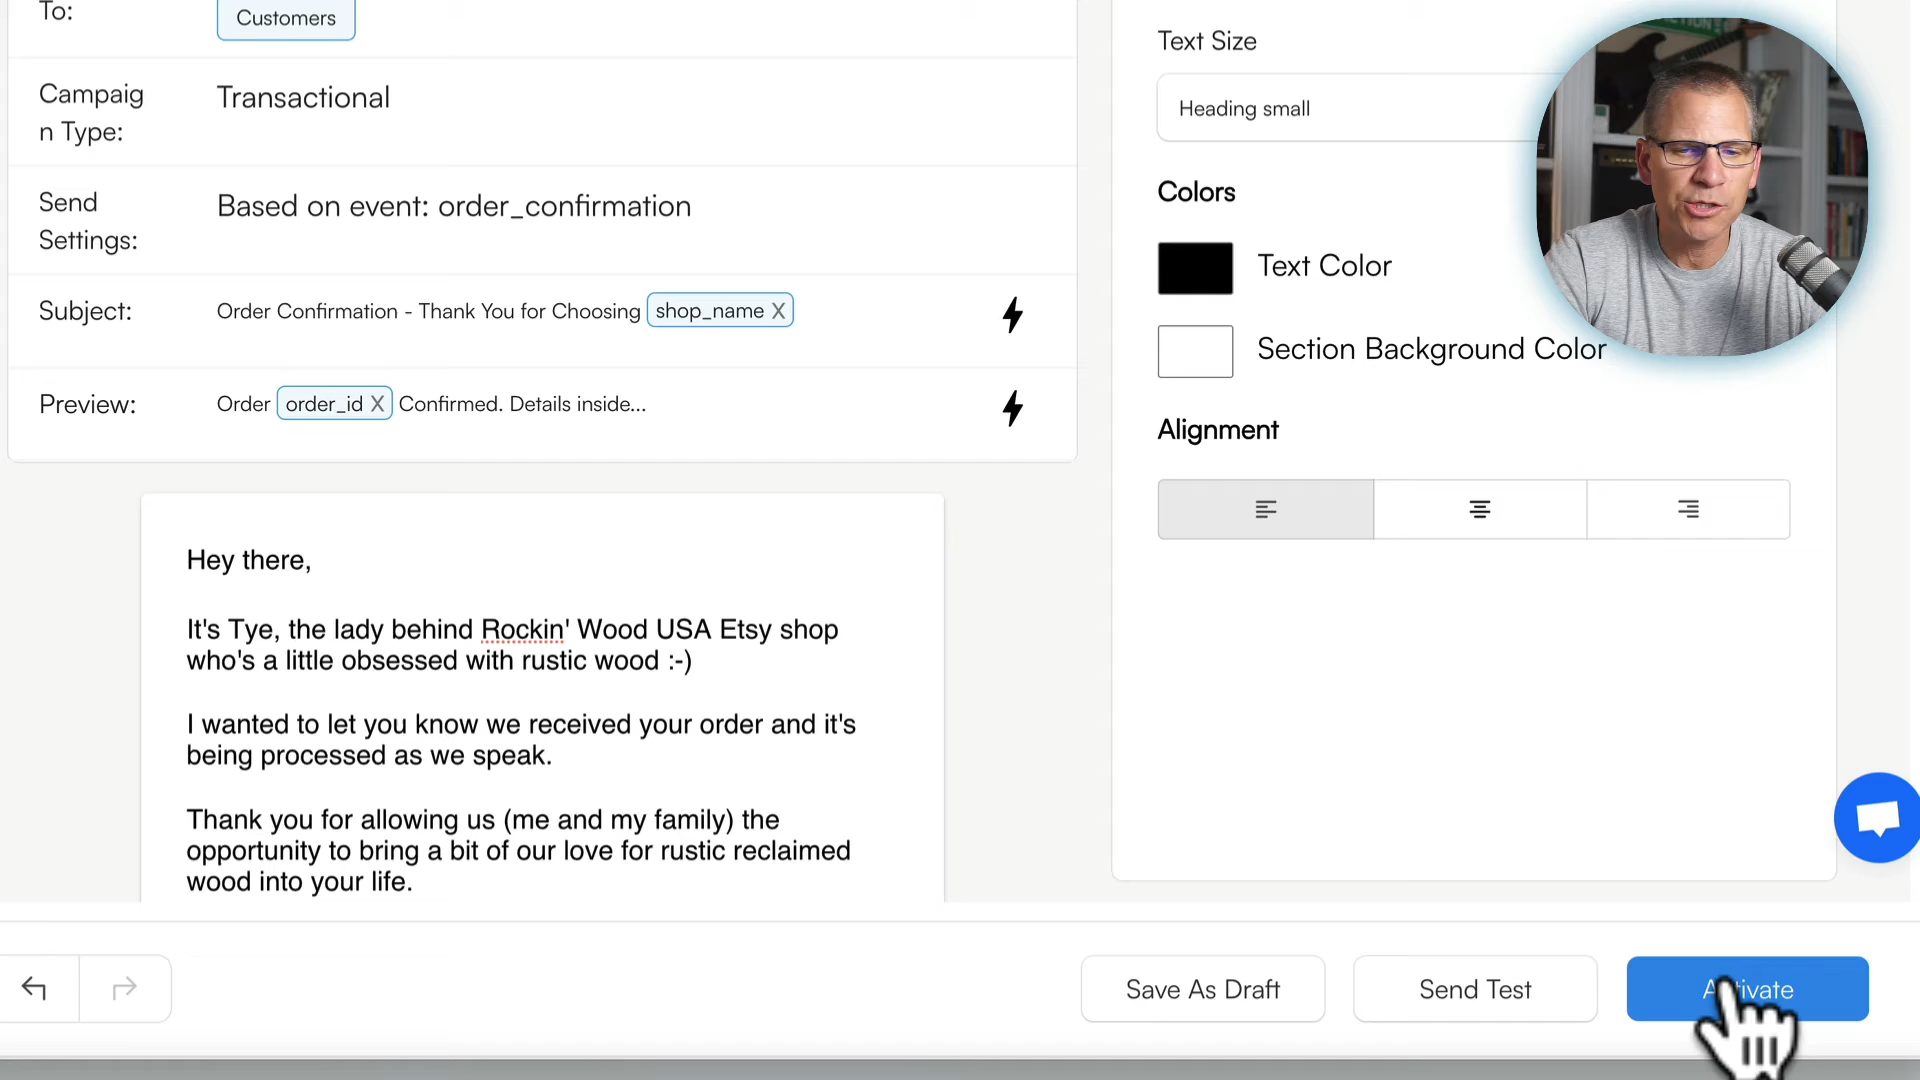 To:
Customers
Campaig
n Type:
Transactional
Send
Settings:
Based on event: order_confirmation
Subject:
Order Confirmation - Thank You for Choosing shop_name X
Preview:
Order order_id X Confirmed. Details inside...
Hey there,
It's Tye, the lady behind Rockin' Wood USA Etsy shop
who's a little obsessed with rustic wood :-)
I wanted to let you know we received your order and it's
being processed as we speak.
Thank you for allowing us (me and my family) the
opportunity to bring a bit of our love for rustic reclaimed
wood into your life.
Text Size
Heading small
Colors
Text Color
Section Background Color
Alignment
Save As Draft
Send Test
Activate